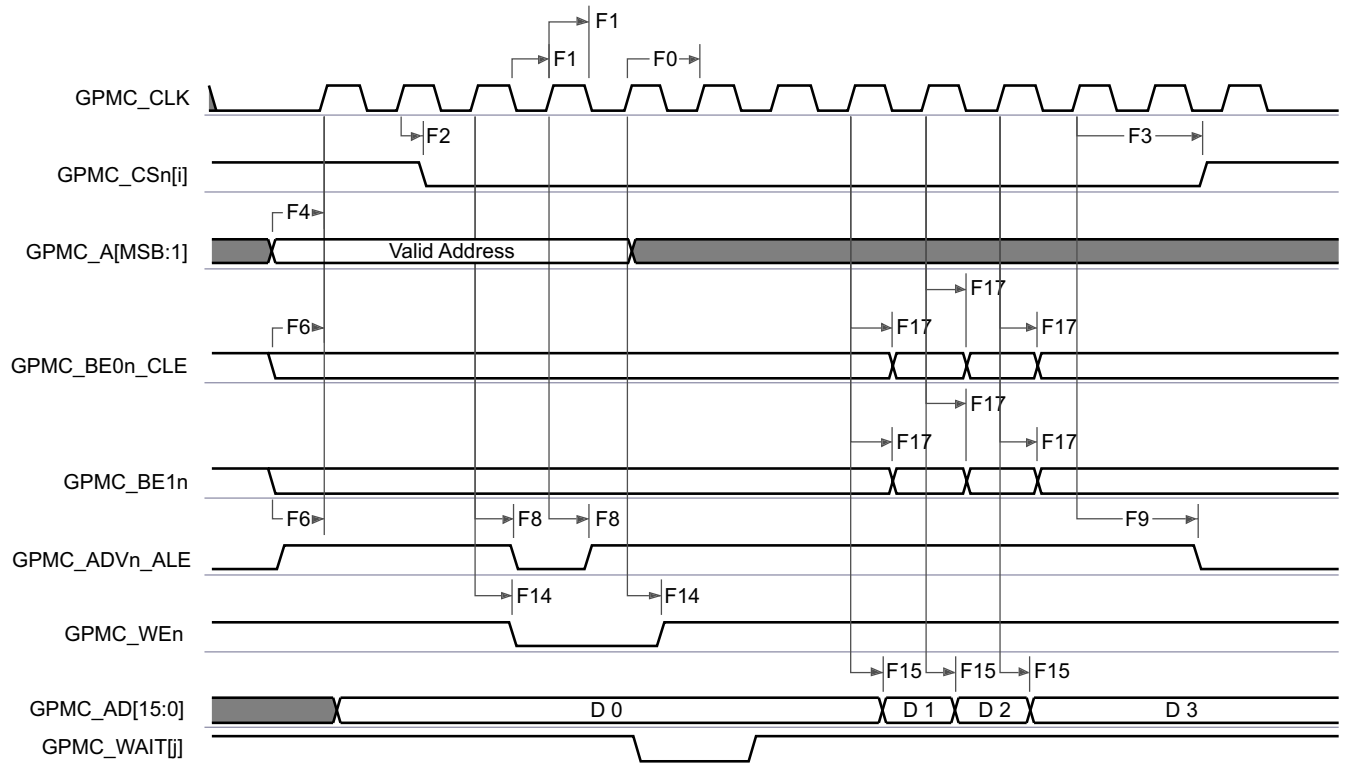 F1
F1 F0
GPMC_CLK
F2 F3
GPMC_CSn[i]
F4
GPMC_A[MSB:1] Valid Address
F17
F6 F17 F17
GPMC_BE0n_CLE
F17
F17 F17
GPMC_BE1n
F6 F8 F8 F9
GPMC_ADVn_ALE
F14 F14
GPMC_WEn
F15 F15 F15
GPMC_AD[15:0] D 0 D 1 D 2 D 3
GPMC_WAIT[j]